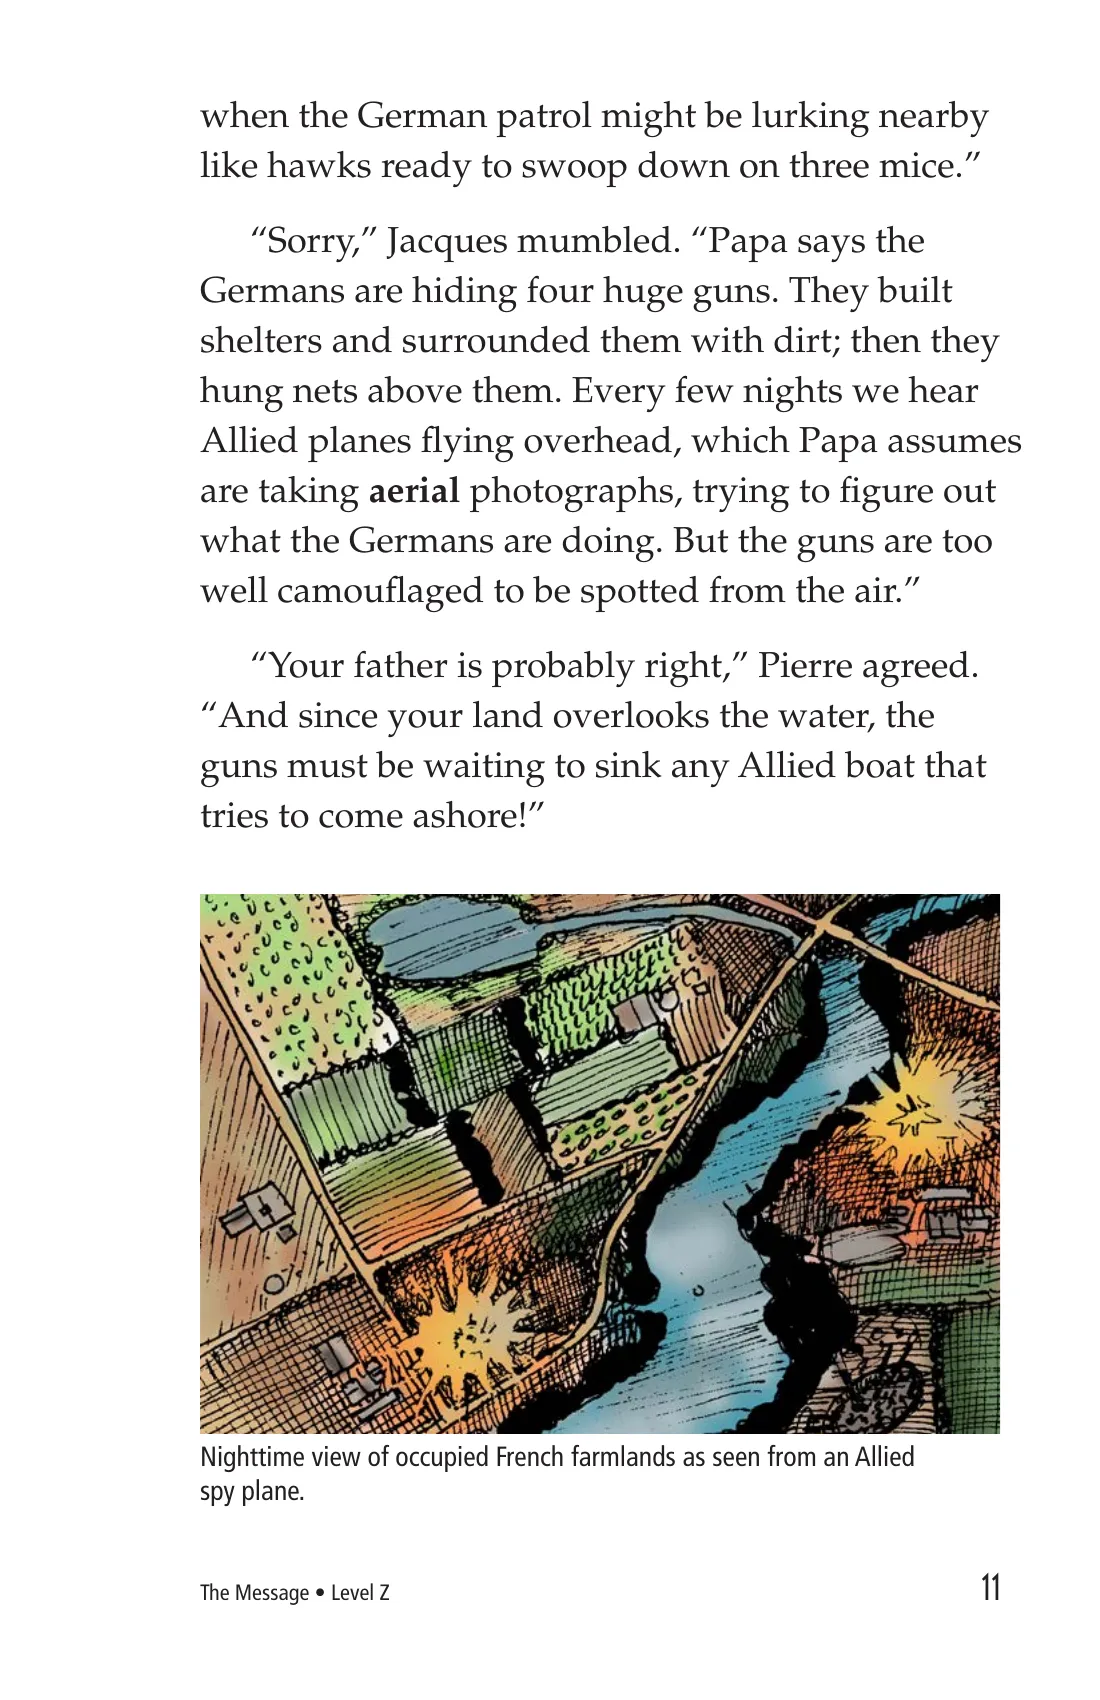 when the German patrol might be lurking nearby
like hawks ready to swoop down on three mice.”
“Sorry,” Jacques mumbled. “Papa says the
Germans are hiding four huge guns. They built
shelters and surrounded them with dirt; then they
hung nets above them. Every few nights we hear
Allied planes flying overhead, which Papa assumes
are taking aerial photographs, trying to figure out
what the Germans are doing. But the guns are too
well camouflaged to be spotted from the air.”
“Your father is probably right,” Pierre agreed.
“And since your land overlooks the water, the
guns must be waiting to sink any Allied boat that
tries to come ashore!”
Nighttime view of occupied French farmlands as seen from an Allied
spy plane.
The Message • Level Z
11